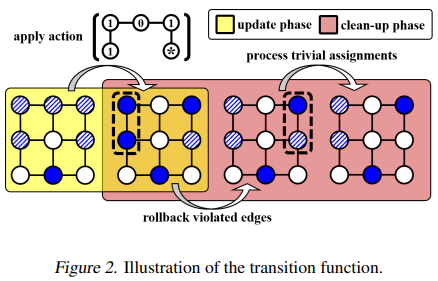 update phase clean-up phase
apply action
1 0 1
1 *
process trivial assignments
rollback violated edges
Figure 2. Illustration of the transition function.